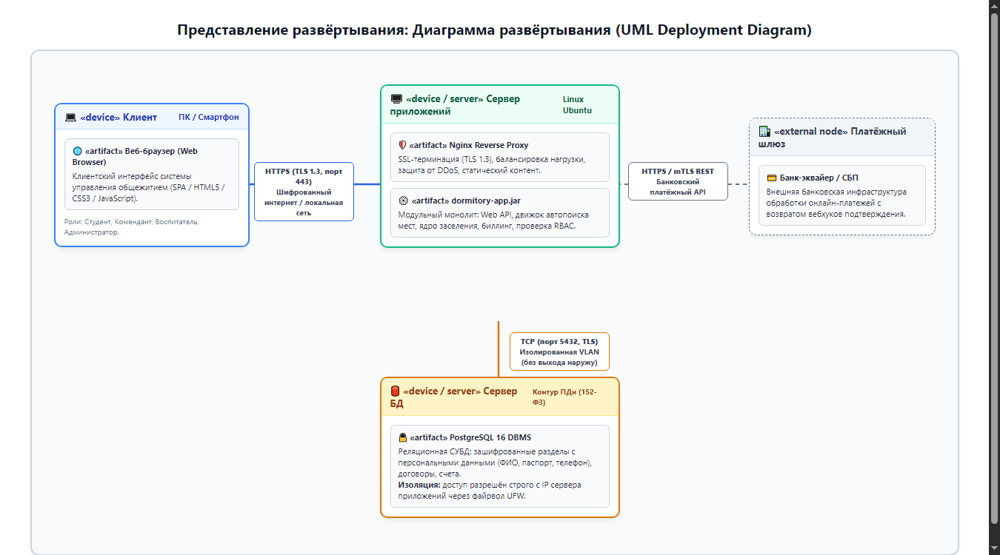 Представление развёртывания: Диаграмма развёртывания (UML Deployment Diagram)
«device» Клиент
ПК / Смартфон
«artifact» Веб-браузер (Web
Browser)
Клиентский интерфейс системы
управления общежитием (SPA / HTML5 /
CSS3 / JavaScript).
Роли: Студент, Комендант, Воспитатель,
Администратор.
HTTPS (TLS 1.3, порт
443)
Шифрованный
интернет / локальная
сеть
«device / server» Сервер
приложений
Linux
Ubuntu
«artifact» Nginx Reverse Proxy
SSL-терминация (TLS 1.3), балансировка нагрузки,
защита от DDoS, статический контент.
«artifact» dormitory-app.jar
Модульный монолит: Web API, движок автопоиска
мест, ядро заселения, биллинг, проверка RBAC.
HTTPS / mTLS REST
Банковский
платёжный API
«external node» Платёжный
шлюз
Банк-эквайер / СБП
Внешняя банковская инфраструктура
обработки онлайн-платежей с
возвратом вебхуков подтверждения.
TCP (порт 5432, TLS)
Изолированная VLAN
(без выхода наружу)
«device / server» Сервер
БД
Контур ПДн (152-
ФЗ)
«artifact» PostgreSQL 16 DBMS
Реляционная СУБД: зашифрованные разделы с
персональными данными (ФИО, паспорт, телефон),
договоры, счета.
Изоляция: доступ разрешён строго с IP сервера
приложений через файрвол UFW.